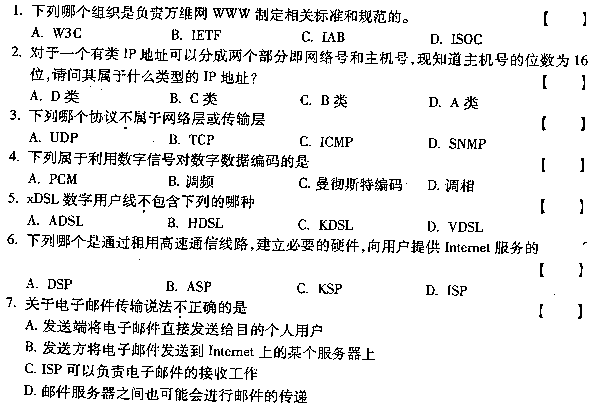 1. 下列哪个组织是负责万维网 WWW 制定相关标准和规范的。 【 】
A. W3C B. IETF C. IAB D. ISOC
2. 对于一个有类 IP 地址可以分成两个部分即网络号和主机号,现知道主机号的位数为 16
位,请问其属于什么类型的 IP 地址? 【 】
A. D 类 B. C 类 C. B 类 D. A 类
3. 下列哪个协议不属于网络层或传输层 【 】
A. UDP B. TCP C. ICMP D. SNMP
4. 下列属于利用数字信号对数字数据编码的是 【 】
A. PCM B. 调频 C. 曼彻斯特编码 D. 调相
5. xDSL 数字用户线不包含下列的哪种 【 】
A. ADSL B. HDSL C. KDSL D. VDSL
6. 下列哪个是通过租用高速通信线路,建立必要的硬件,向用户提供 Internet 服务的
【 】
A. DSP B. ASP C. KSP D. ISP
7. 关于电子邮件传输说法不正确的是 【 】
A. 发送端将电子邮件直接发送给目的个人用户
B. 发送方将电子邮件发送到 Internet 上的某个服务器上
C. ISP 可以负责电子邮件的接收工作
D. 邮件服务器之间也可能会进行邮件的传递